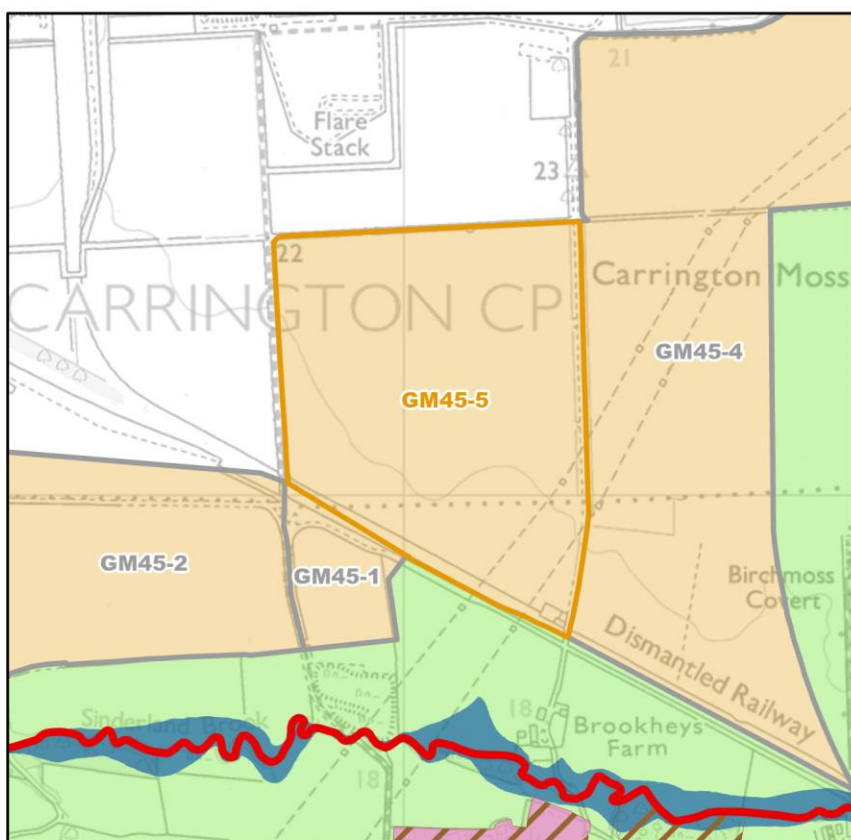 21
Flare
Stack
23
22
Carrington Moss
CARRINGTON CP
GM45-4
GM45-5
GM45-2
GM45-1
Birchmoss
Covert
Dismantled Railway
Sinderland Brook
18
Brookheys
Farm
18